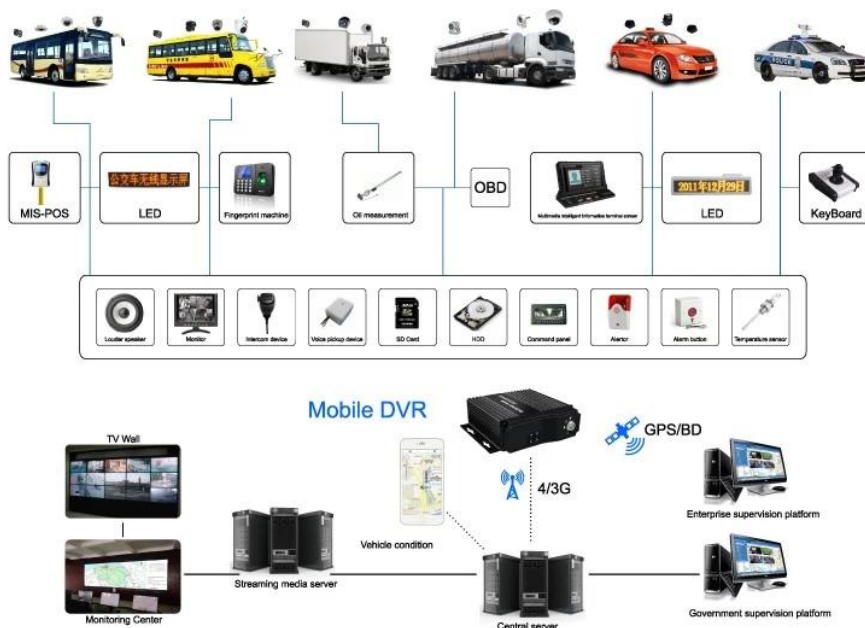 POLICE
公交车无线显示屏
2011年12月29日
MIS-POS
LED
Fingerprint machine
Oil measurement
OBD
Multimedia intelligent information terminal screen
LED
KeyBoard
Louder speaker
Monitor
Intercom device
Voice pickup device
SD Card
HDD
Command panel
Alertor
Alarm button
Temperature sensor
Mobile DVR
GPS/BD
4/3G
TV Wall
Vehicle condition
Enterprise supervision platform
Streaming media server
Monitoring Center
Central server
Government supervision platform